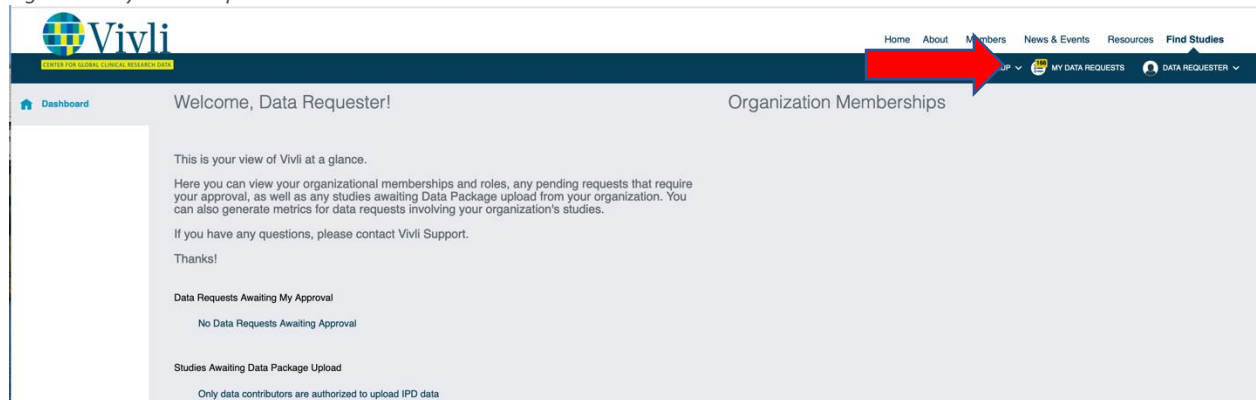 Vivli
CENTER FOR GLOBAL CLINICAL RESEARCH DATA
Home About Members News & Events Resources Find Studies
160 MY DATA REQUESTS DATA REQUESTER
Dashboard
Welcome, Data Requester!
Organization Memberships
This is your view of Vivli at a glance.
Here you can view your organizational memberships and roles, any pending requests that require
your approval, as well as any studies awaiting Data Package upload from your organization. You
can also generate metrics for data requests involving your organization's studies.
If you have any questions, please contact Vivli Support.
Thanks!
Data Requests Awaiting My Approval
No Data Requests Awaiting Approval
Studies Awaiting Data Package Upload
Only data contributors are authorized to upload IPD data